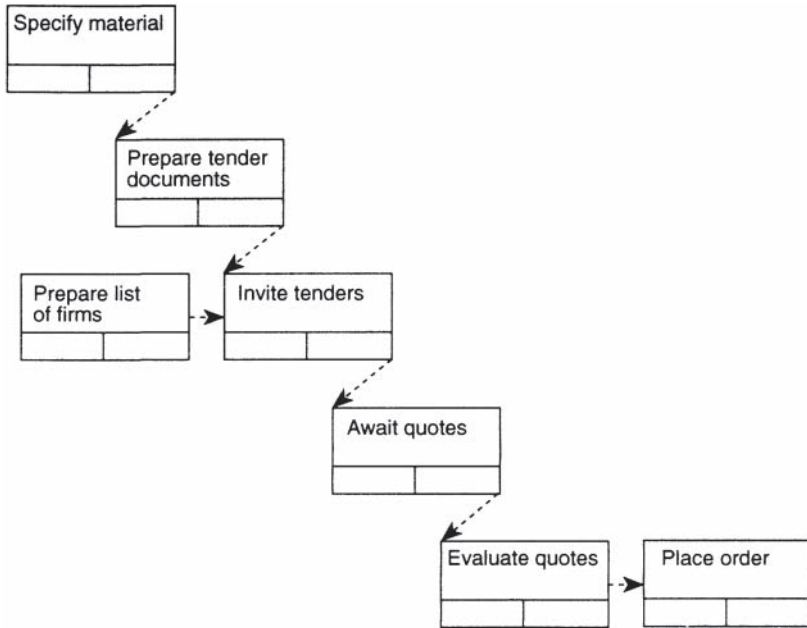 Specify material
Prepare tender
documents
Prepare list
of firms
Invite tenders
Await quotes
Evaluate quotes
Place order